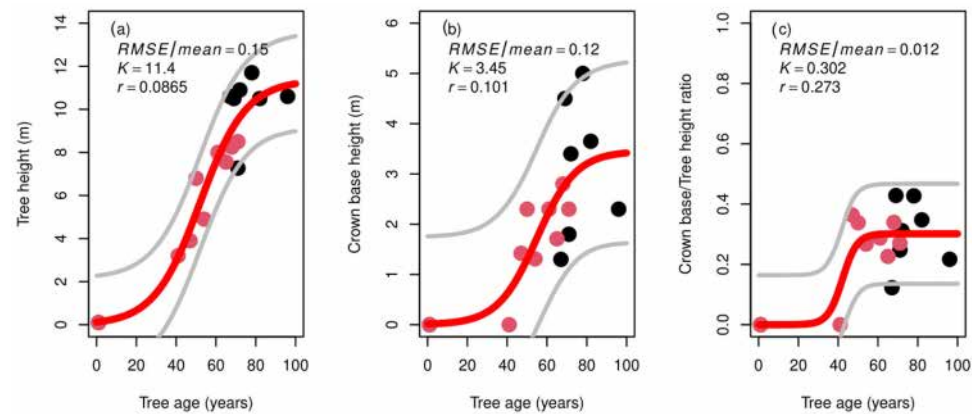 (a)
RMSE/mean=0.15
K=11.4
r=0.0865
14
12
10
8
6
4
2
0
Tree height (m)
0 20 40 60 80 100
Tree age (years)
(b)
RMSE/mean=0.12
K=3.45
r=0.101
6
5
4
3
2
1
0
Crown base height (m)
0 20 40 60 80 100
Tree age (years)
(c)
RMSE/mean=0.012
K=0.302
r=0.273
1.0
0.8
0.6
0.4
0.2
0.0
Crown base/Tree height ratio
0 20 40 60 80 100
Tree age (years)